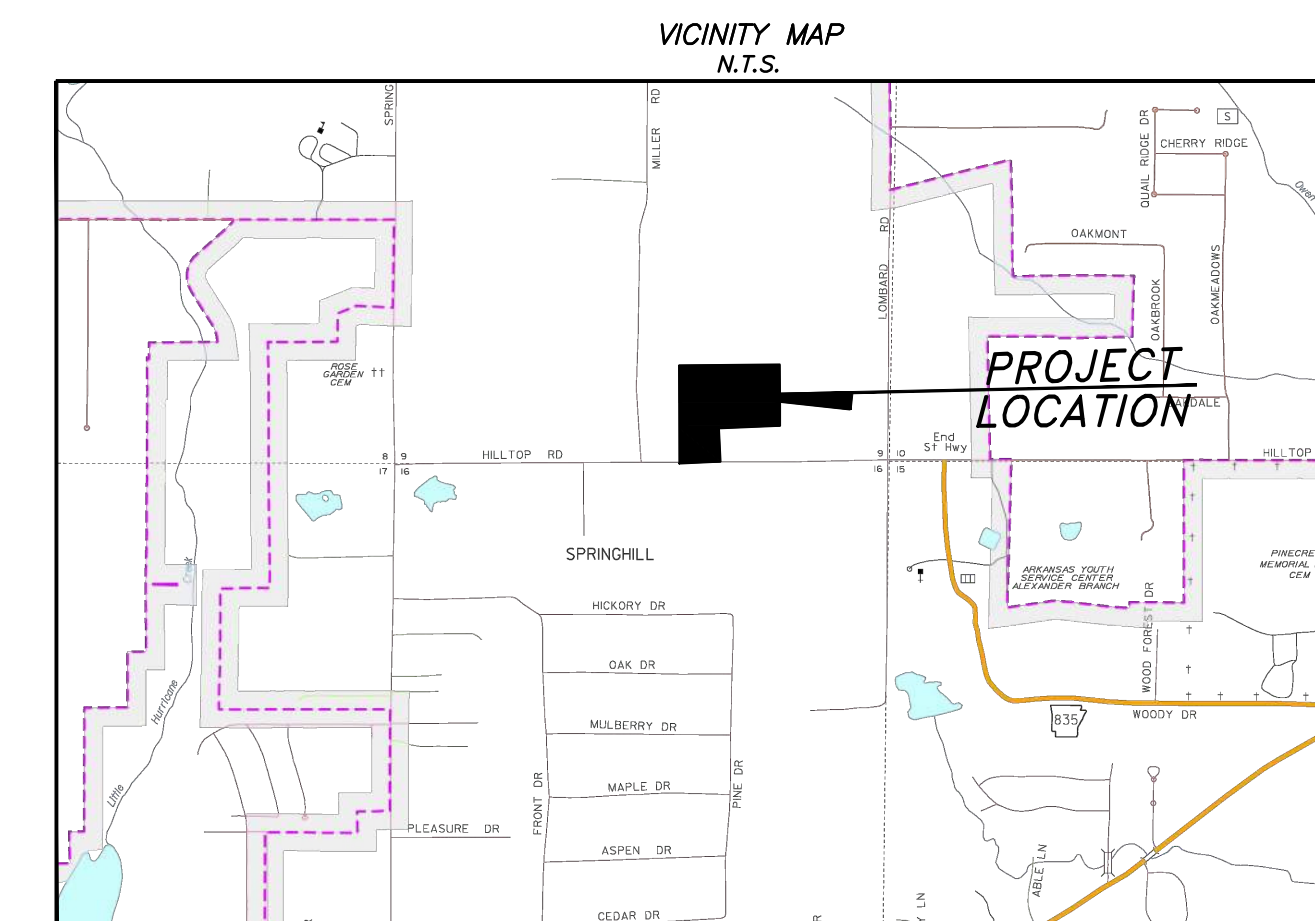 VICINITY MAP
N.T.S.
SPRING
MILLER RD
QUAIL RIDGE DR
S
CHERRY RIDGE
Owen
LOMBARD RD
OAKMONT
OAKBROOK
OAKMEADOWS
ROSE
GARDEN
CEM
PROJECT
LOCATION
End
St Hwy
8 9
17 16
HILLTOP RD
9 10
16 15
HILLTOP
SPRINGHILL
Creek
ARKANSAS YOUTH
SERVICE CENTER
ALEXANDER BRANCH
PINECRE
MEMORIAL
CEM
HICKORY DR
WOOD FOREST DR
OAK DR
Hurricane
835
WOODY DR
MULBERRY DR
FRONT DR
PINE DR
MAPLE DR
Little
PLEASURE DR
ASPEN DR
ABLE LN
CEDAR DR
LN